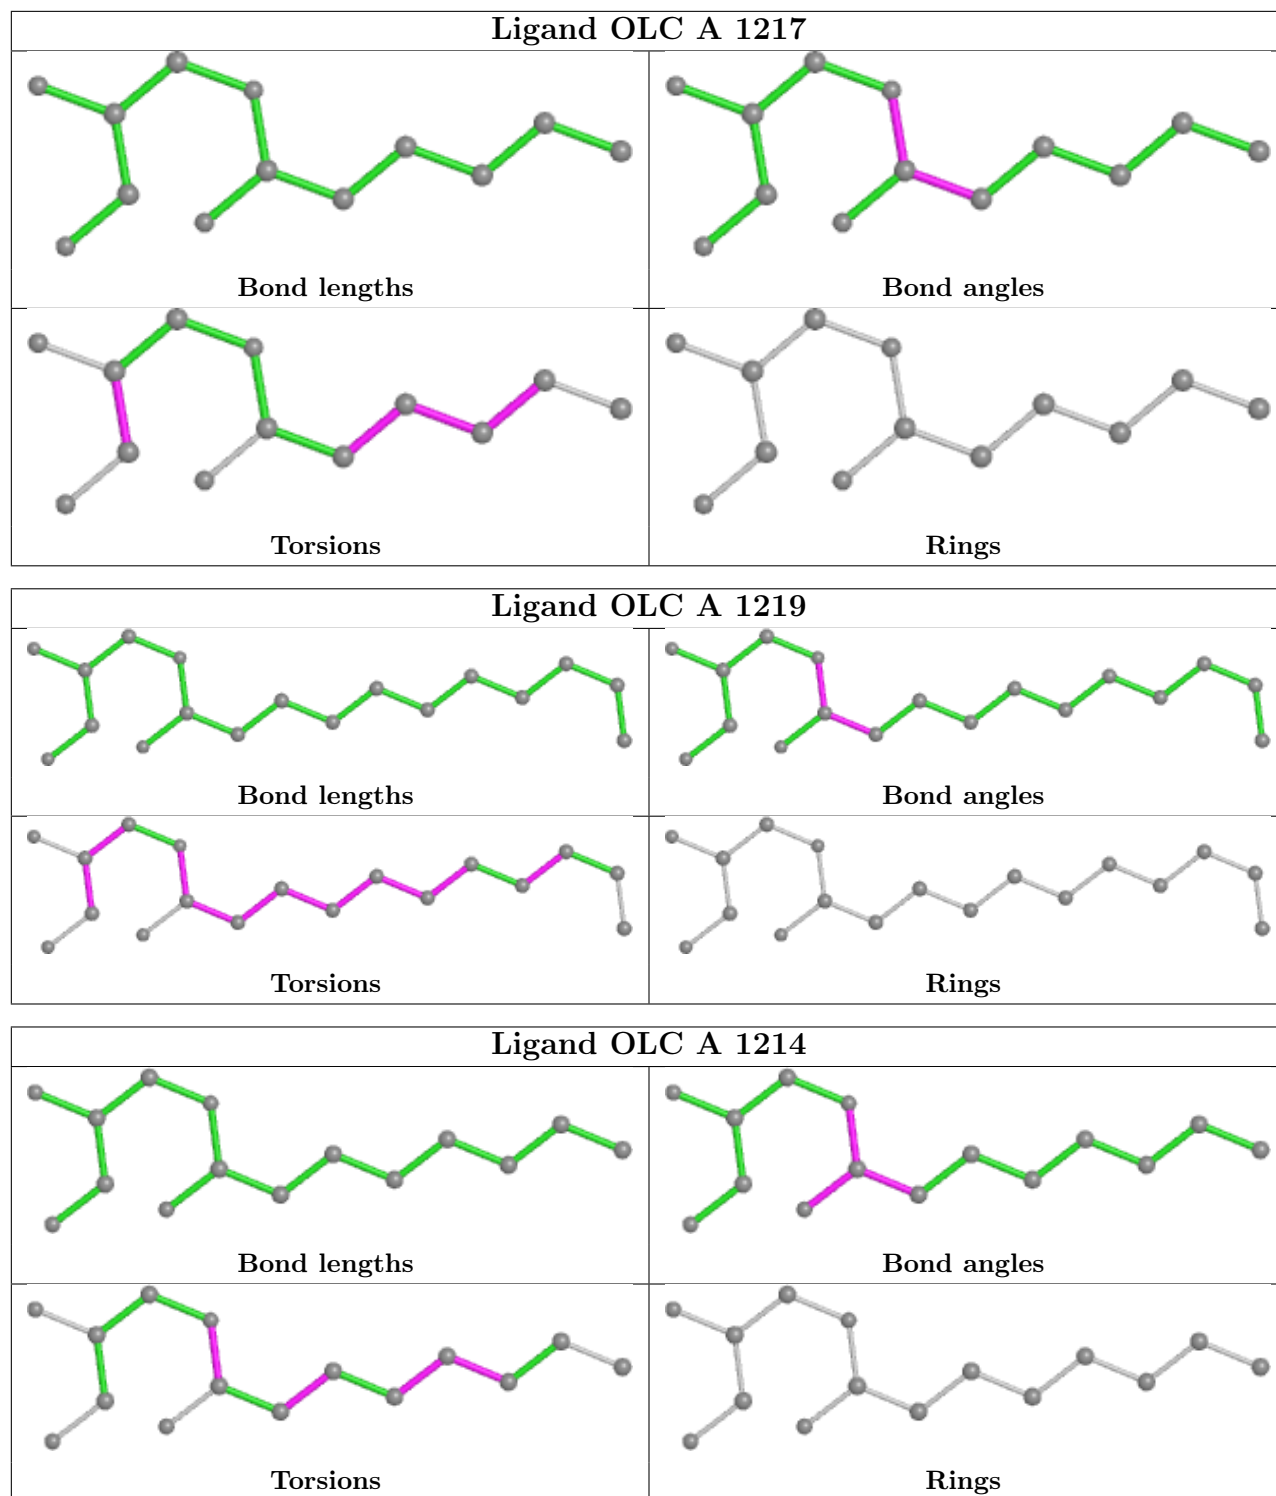 Ligand OLC A 1217
Bond lengths
Bond angles
Torsions
Rings
Ligand OLC A 1219
Bond lengths
Bond angles
Torsions
Rings
Ligand OLC A 1214
Bond lengths
Bond angles
Torsions
Rings